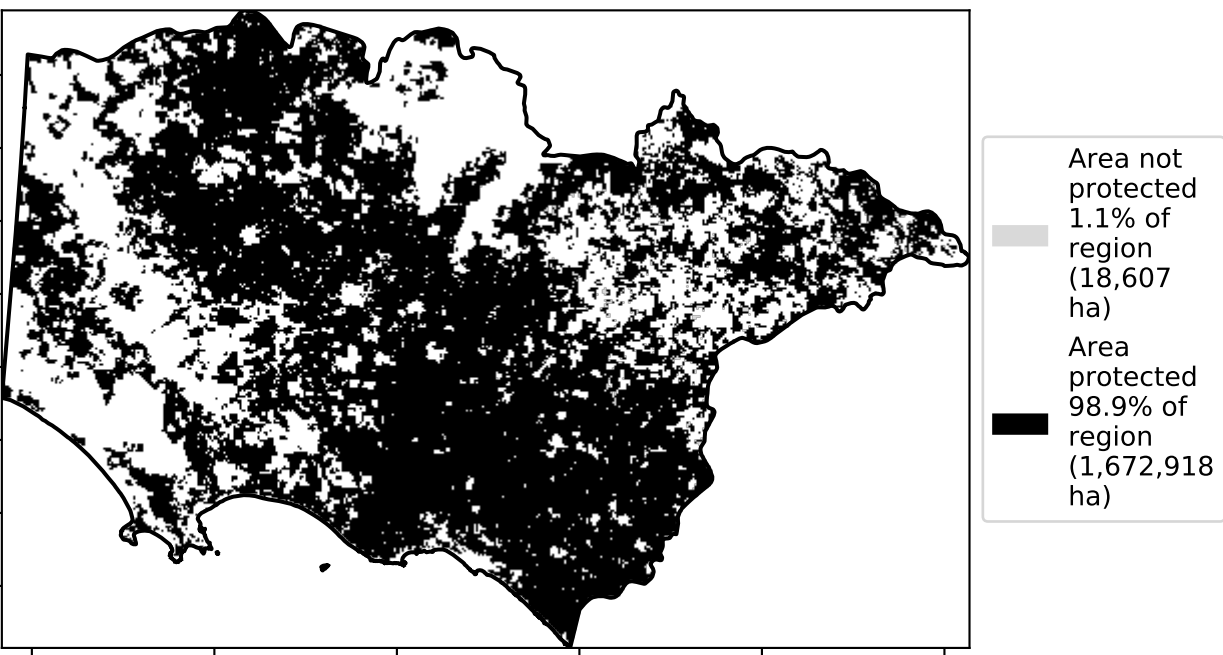 Area not
protected
1.1% of
region
(18,607
ha)
Area
protected
98.9% of
region
(1,672,918
ha)